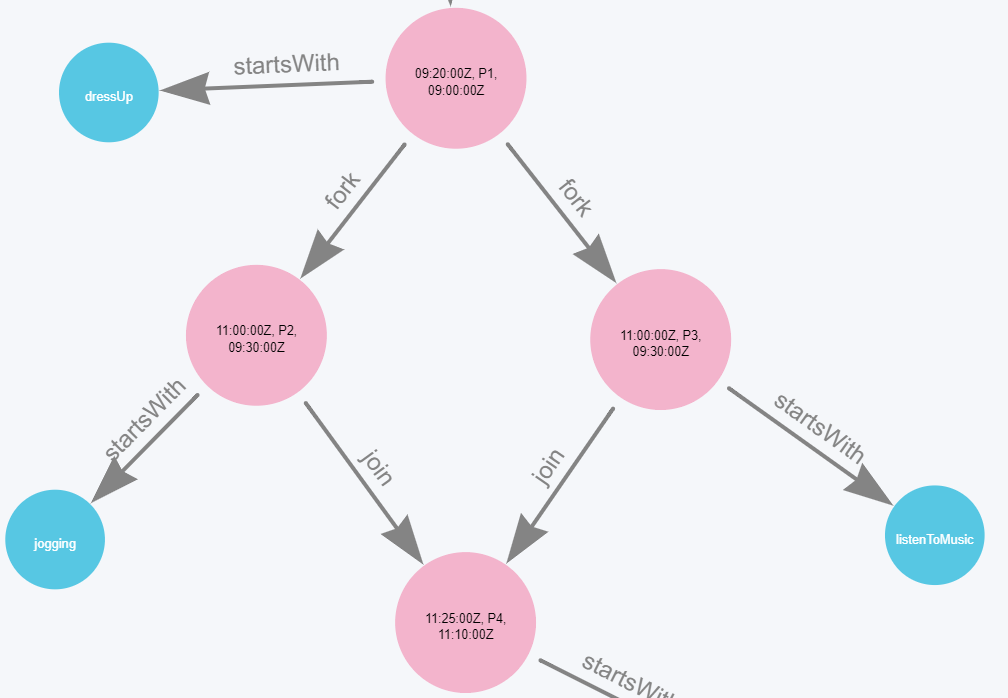 startsWith
09:20:00Z, P1,
09:00:00Z
dressUp
fork
fork
11:00:00Z, P2,
09:30:00Z
11:00:00Z, P3,
09:30:00Z
startsWith
startsWith
join
join
jogging
listenToMusic
11:25:00Z, P4,
11:10:00Z
startsWith